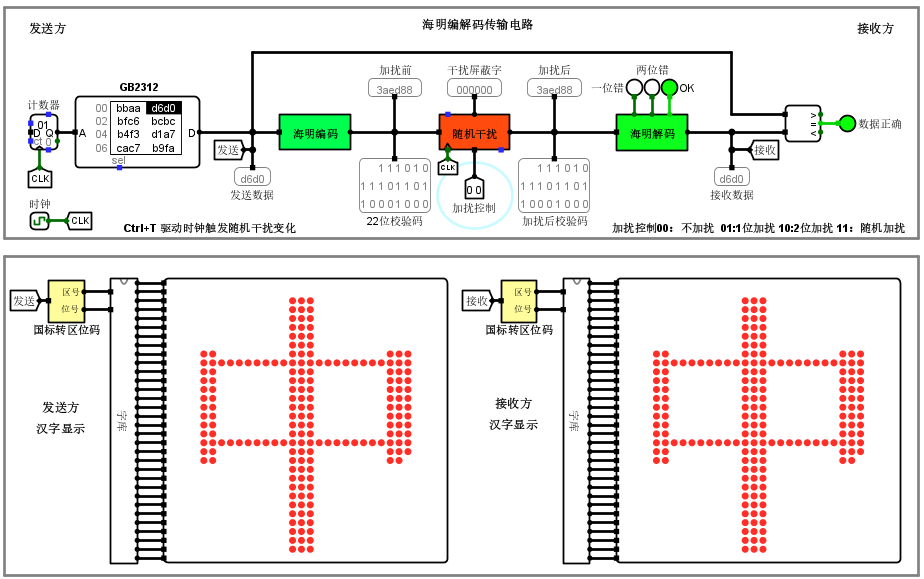 海明编解码传输电路
发送方
接收方
GB2312
加扰前
干扰屏蔽字
加扰后
两位错
一位错
OK
3aed88
000000
3aed88
计数器
01
D Q
ct 0
CLK
A
00 bbaa d6d0
02 bfc6 bcbc
04 b4f3 d1a7
06 cac7 b9fa
sel
D
海明编码
随机干扰
海明解码
>
=
<
数据正确
发送
接收
d6d0
发送数据
CLK
0 0
加扰控制
d6d0
接收数据
1 1 1 0 1 0
1 1 1 0 1 1 0 1
1 0 0 0 1 0 0 0
22位校验码
1 1 1 0 1 0
1 1 1 0 1 1 0 1
1 0 0 0 1 0 0 0
加扰后校验码
时钟
CLK
Ctrl+T 驱动时钟触发随机干扰变化
加扰控制00：不加扰 01:1位加扰 10:2位加扰 11：随机加扰
发送
区号
位号
国标转区位码
字库
发送方
汉字显示
中
接收
区号
位号
国标转区位码
字库
接收方
汉字显示
中